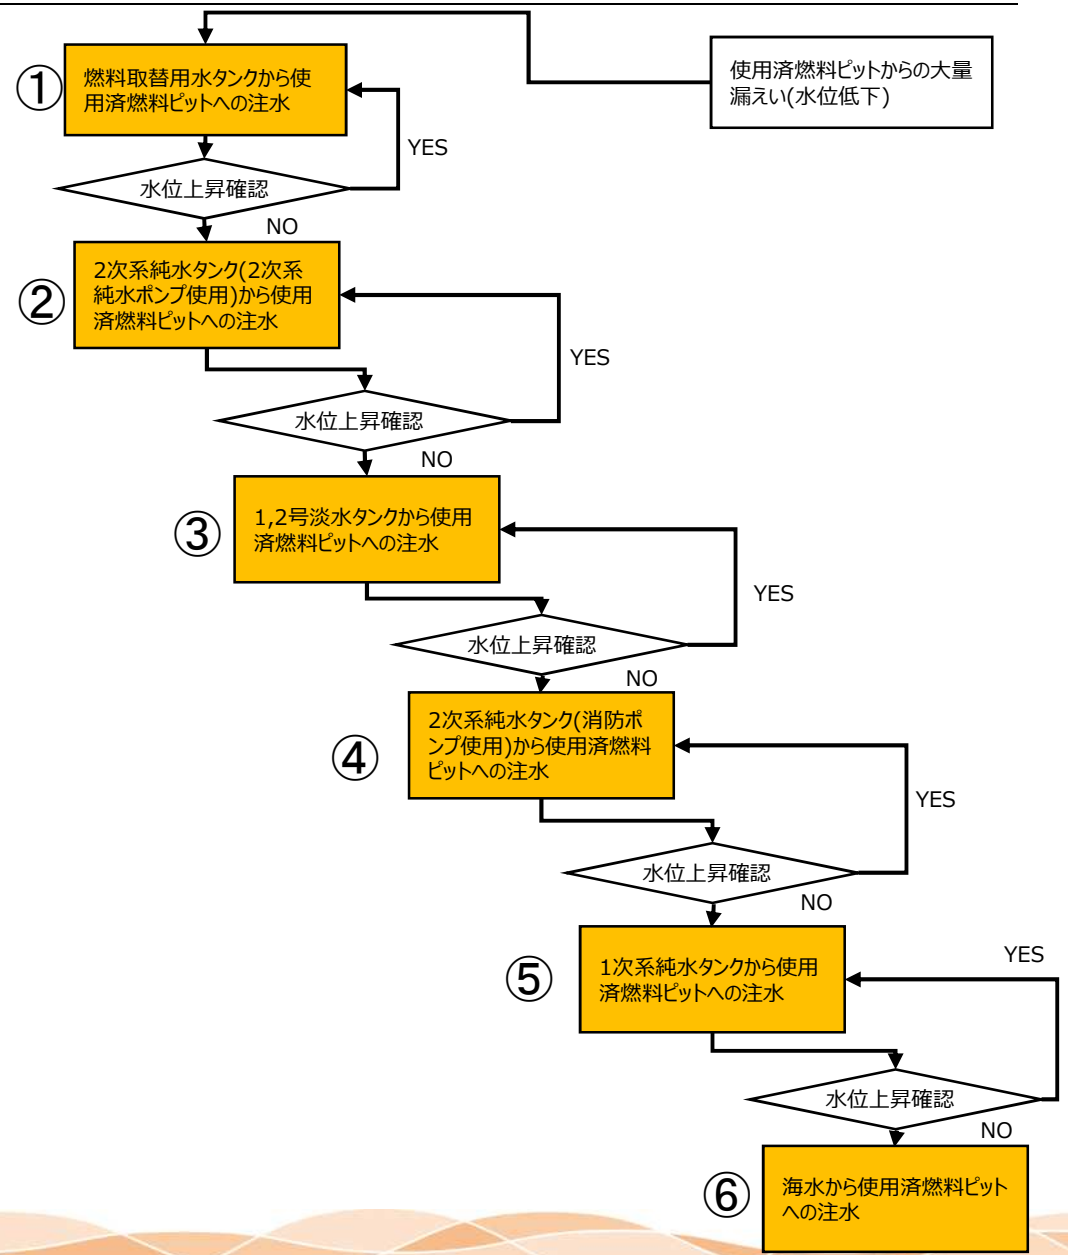 使用済燃料ピットからの大量
漏えい(水位低下)
①
燃料取替用水タンクから使
用済燃料ピットへの注水
YES
水位上昇確認
NO
②
2次系純水タンク(2次系
純水ポンプ使用)から使用
済燃料ピットへの注水
YES
水位上昇確認
NO
③
1,2号淡水タンクから使用
済燃料ピットへの注水
YES
水位上昇確認
NO
④
2次系純水タンク(消防ポ
ンプ使用)から使用済燃料
ピットへの注水
YES
水位上昇確認
NO
⑤
1次系純水タンクから使用
済燃料ピットへの注水
YES
水位上昇確認
NO
⑥
海水から使用済燃料ピット
への注水